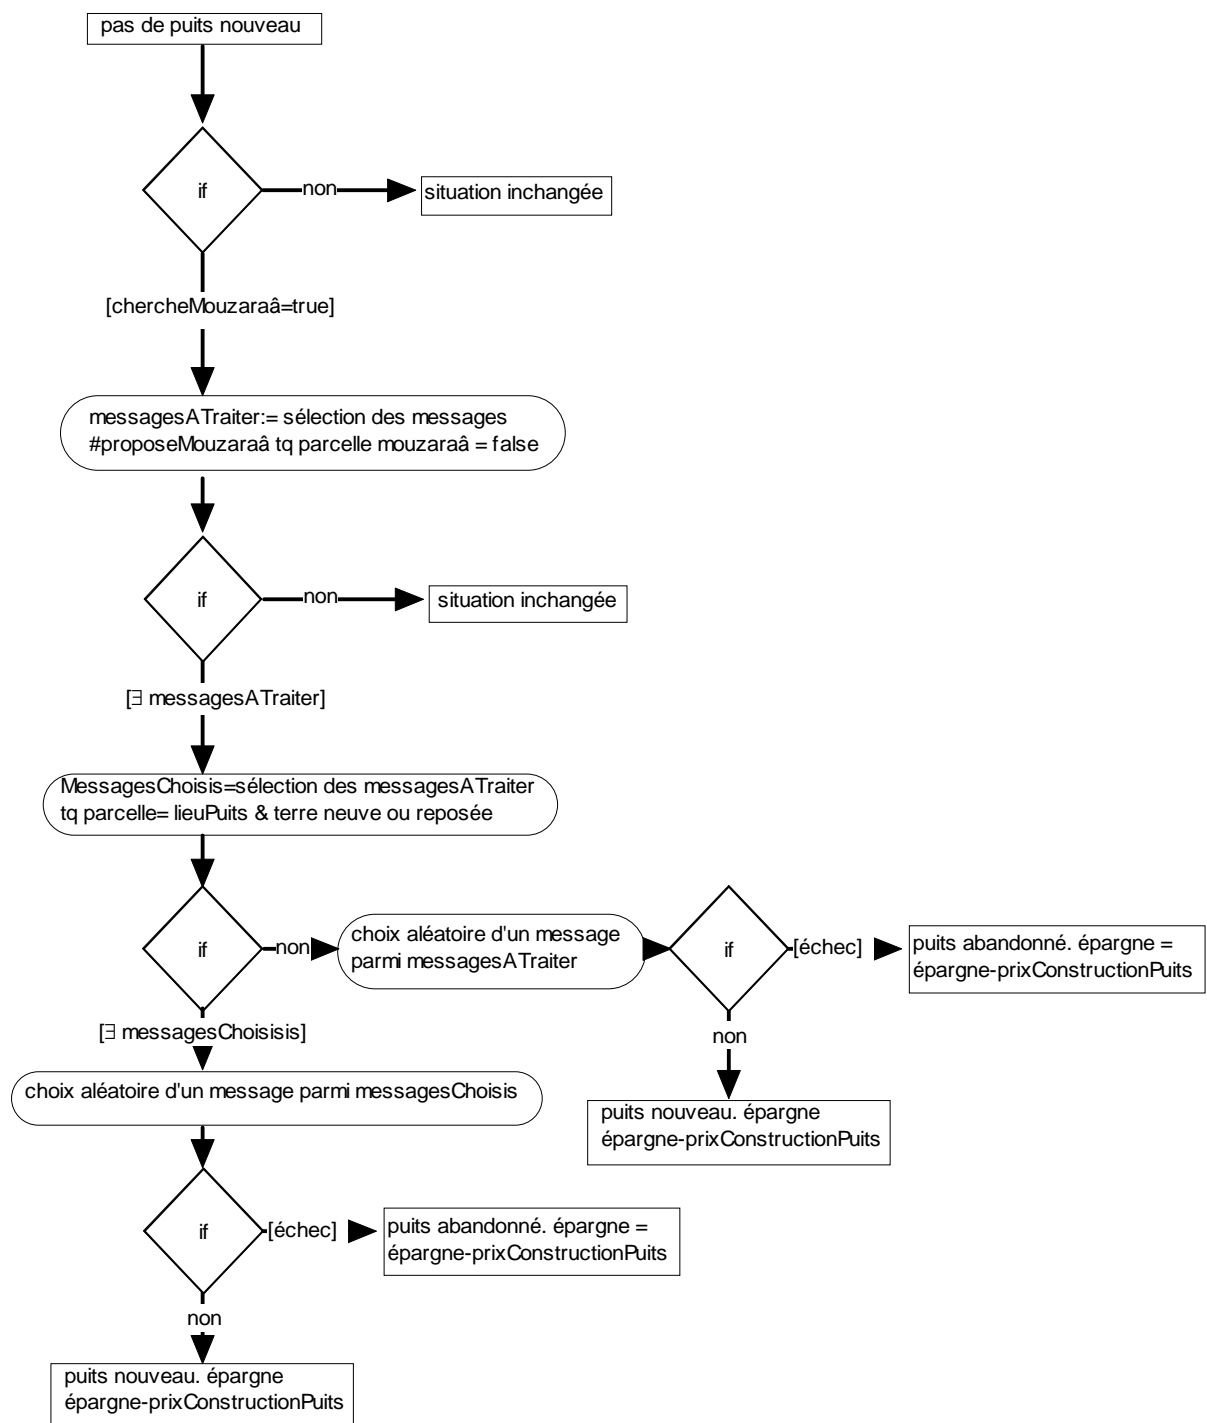 pas de puits nouveau
if
non
situation inchangée
[chercheMouzaraâ=true]
messagesATraiter:= sélection des messages
#proposeMouzaraâ tq parcelle mouzaraâ = false
if
non
situation inchangée
[∃ messagesATraiter]
MessagesChoisis=sélection des messagesATraiter
tq parcelle= lieuPuits & terre neuve ou reposée
if
non
choix aléatoire d'un message
parmi messagesATraiter
if
[échec]
puits abandonné. épargne =
épargne-prixConstructionPuits
non
puits nouveau. épargne
épargne-prixConstructionPuits
[∃ messagesChoisisis]
choix aléatoire d'un message parmi messagesChoisis
if
[échec]
puits abandonné. épargne =
épargne-prixConstructionPuits
non
puits nouveau. épargne
épargne-prixConstructionPuits